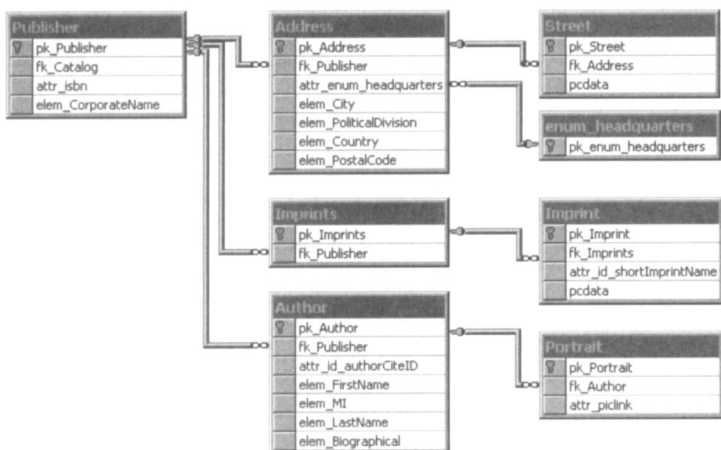 Publisher
pk_Publisher
fk_Catalog
attr_isbn
elem_CorporateName
Address
pk_Address
fk_Publisher
attr_enum_headquarters
elem_City
elem_PoliticalDivision
elem_Country
elem_PostalCode
Street
pk_Street
fk_Address
pcdata
enum_headquarters
pk_enum_headquarters
Imprints
pk_Imprints
fk_Publisher
Imprint
pk_Imprint
fk_Imprints
attr_id_shortImprintName
pcdata
Author
pk_Author
fk_Publisher
attr_id_authorCiteID
elem_FirstName
elem_MI
elem_LastName
elem_Biographical
Portrait
pk_Portrait
fk_Author
attr_piclink